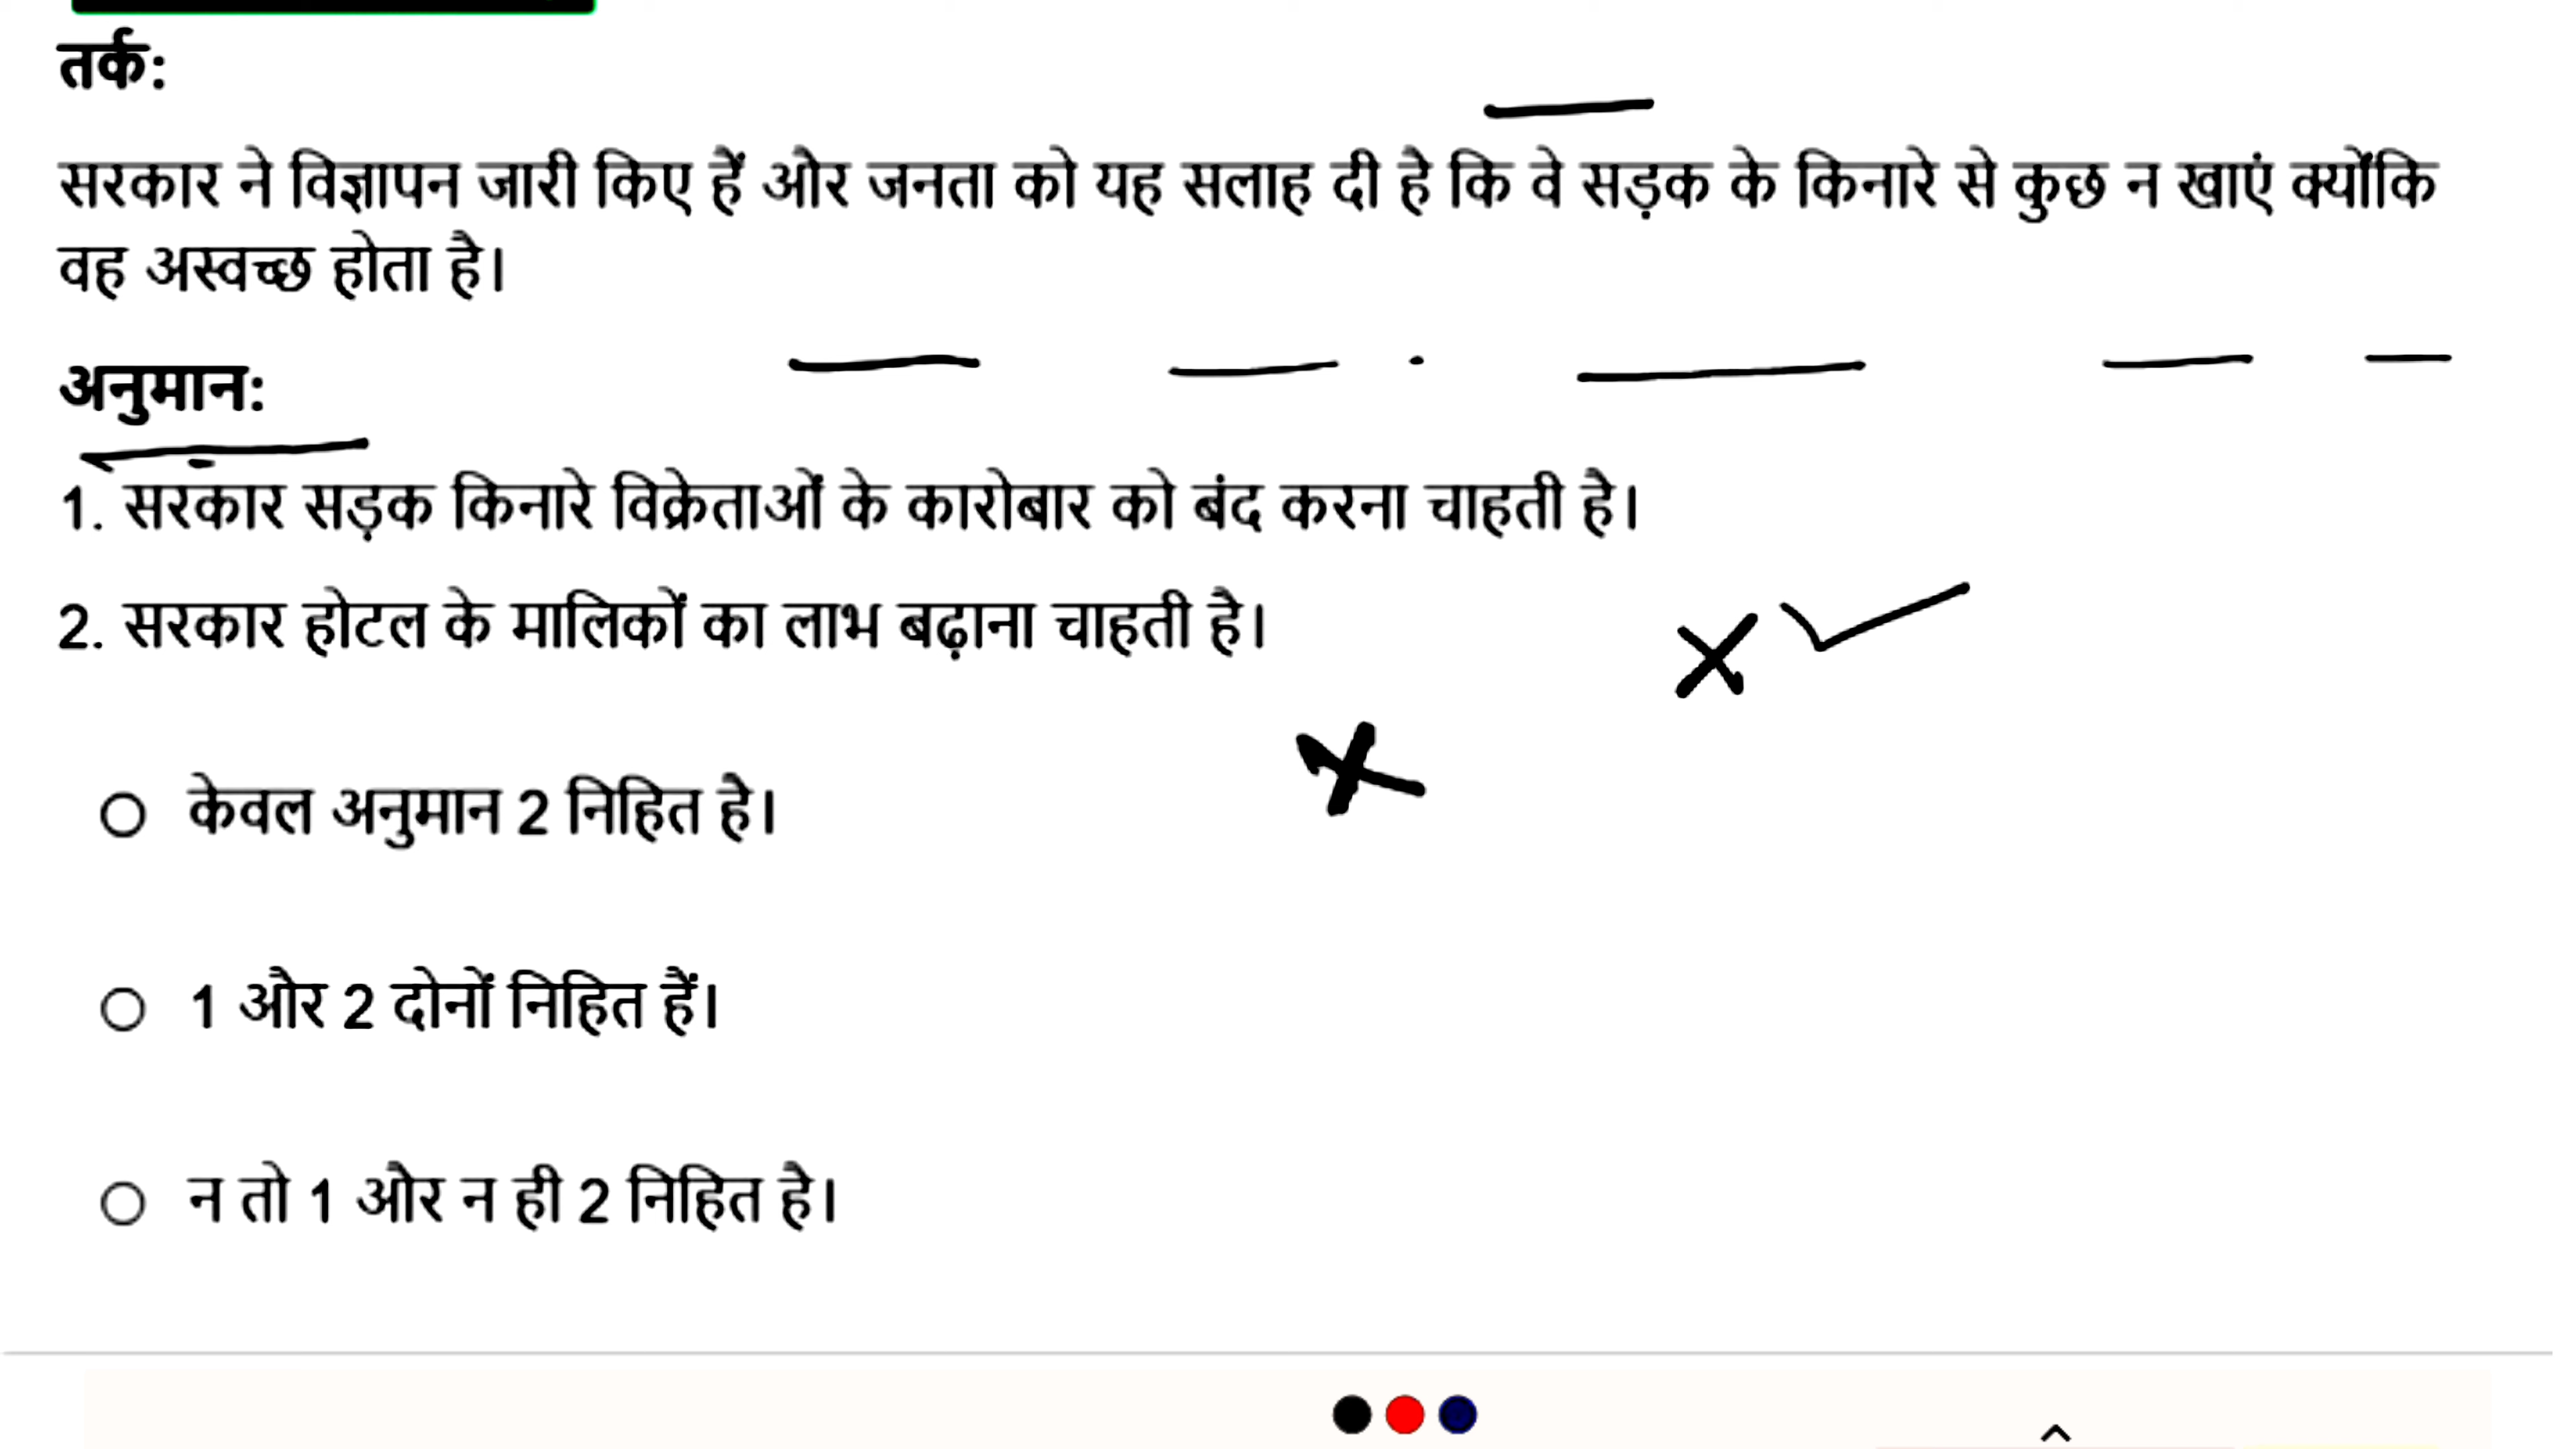 तर्क:
सरकार ने विज्ञापन जारी किए हैं और जनता को यह सलाह दी है कि वे सड़क के किनारे से कुछ न खाएं क्योंकि
वह अस्वच्छ होता है।
अनुमान:
1. सरकार सड़क किनारे विक्रेताओं के कारोबार को बंद करना चाहती है।
2. सरकार होटल के मालिकों का लाभ बढ़ाना चाहती है।
केवल अनुमान 2 निहित है।
1 और 2 दोनों निहित हैं।
न तो 1 और न ही 2 निहित है।